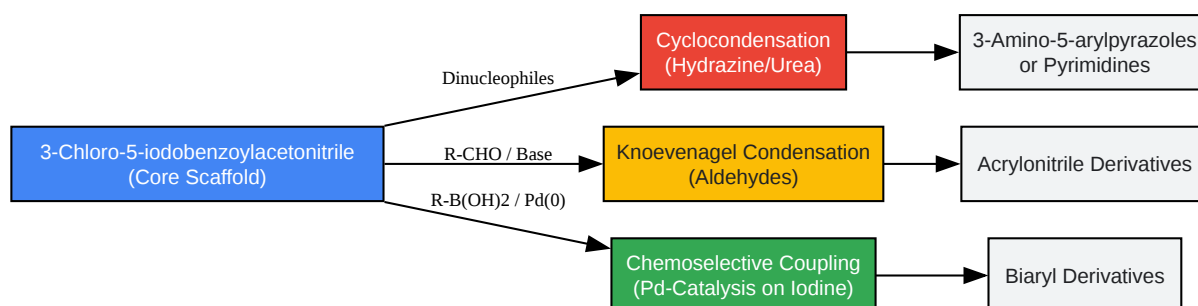 3-Chloro-5-iodobenzoylacetonitrile
(Core Scaffold)
Dinucleophiles
Cyclocondensation
(Hydrazine/Urea)
3-Amino-5-arylpyrazoles
or Pyrimidines
R-CHO / Base
Knoevenagel Condensation
(Aldehydes)
Acrylonitrile Derivatives
R-B(OH)2 / Pd(0)
Chemoselective Coupling
(Pd-Catalysis on Iodine)
Biaryl Derivatives